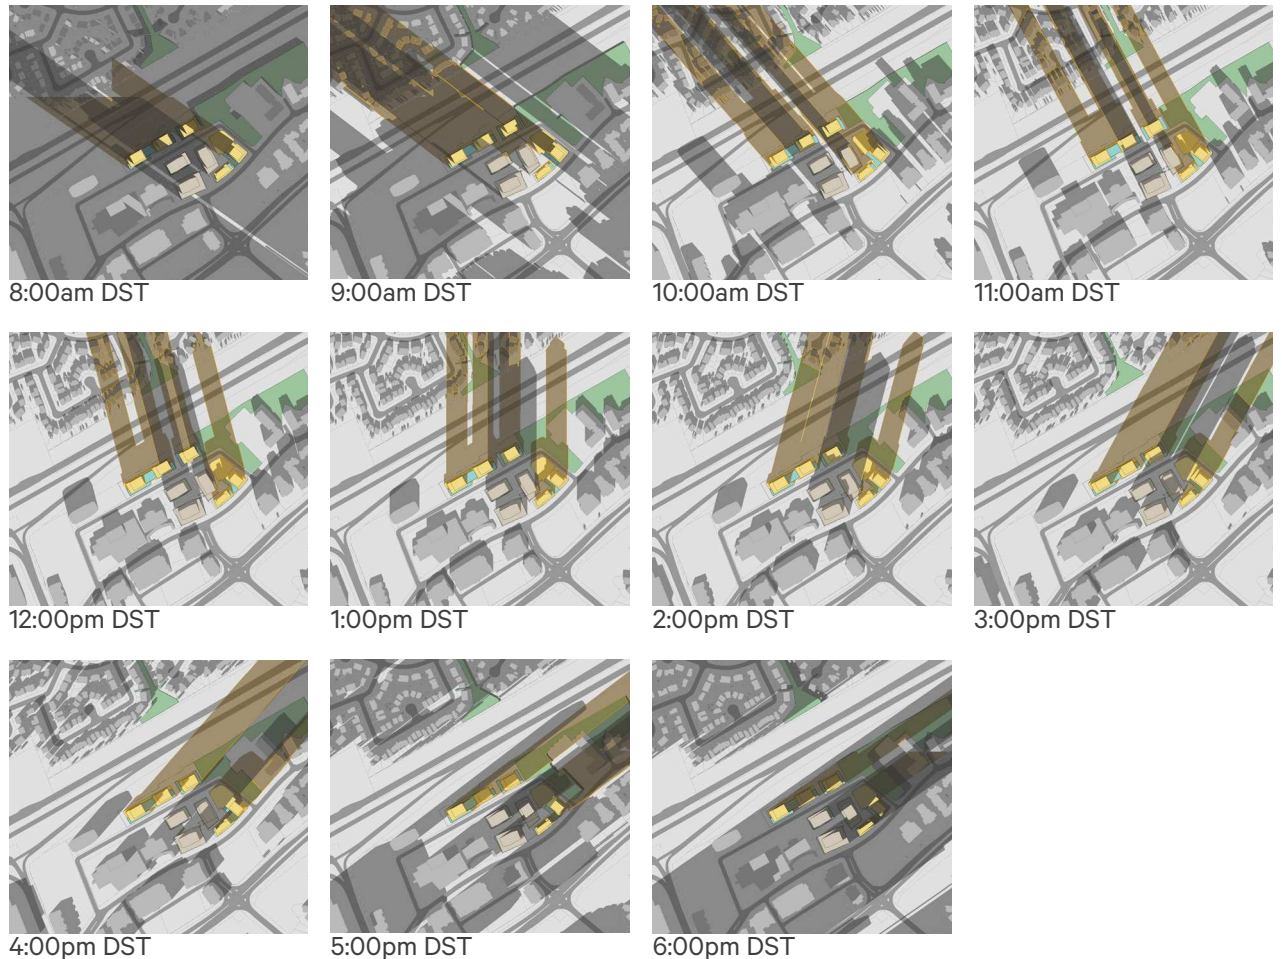 8:00am DST
9:00am DST
10:00am DST
11:00am DST
12:00pm DST
1:00pm DST
2:00pm DST
3:00pm DST
4:00pm DST
5:00pm DST
6:00pm DST